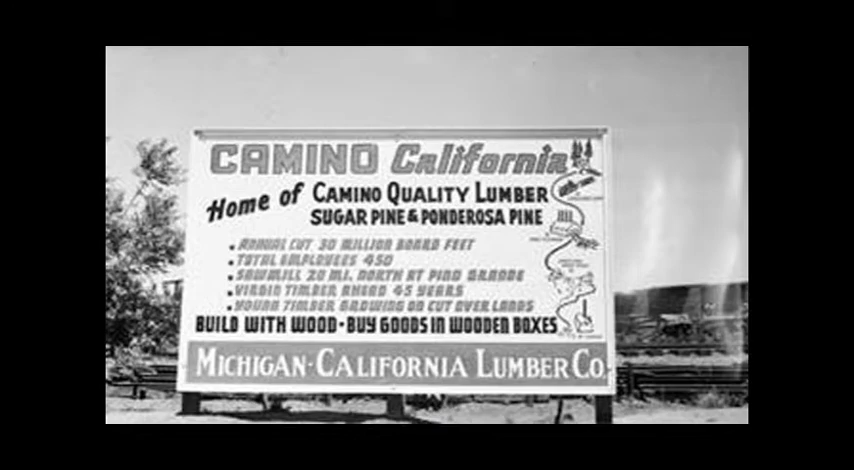 CAMINO California
Home of CAMINO QUALITY LUMBER
SUGAR PINE & PONDEROSA PINE
• ANNUAL CUT 30 MILLION BOARD FEET
• TOTAL EMPLOYEES 450
• SAWMILL 20 MI. NORTH AT PINO GRANDE
• VIRGIN TIMBER AHEAD 45 YEARS
• YOUNG TIMBER GROWING ON CUT OVER LANDS
BUILD WITH WOOD - BUY GOODS IN WOODEN BOXES
MICHIGAN-CALIFORNIA LUMBER CO.